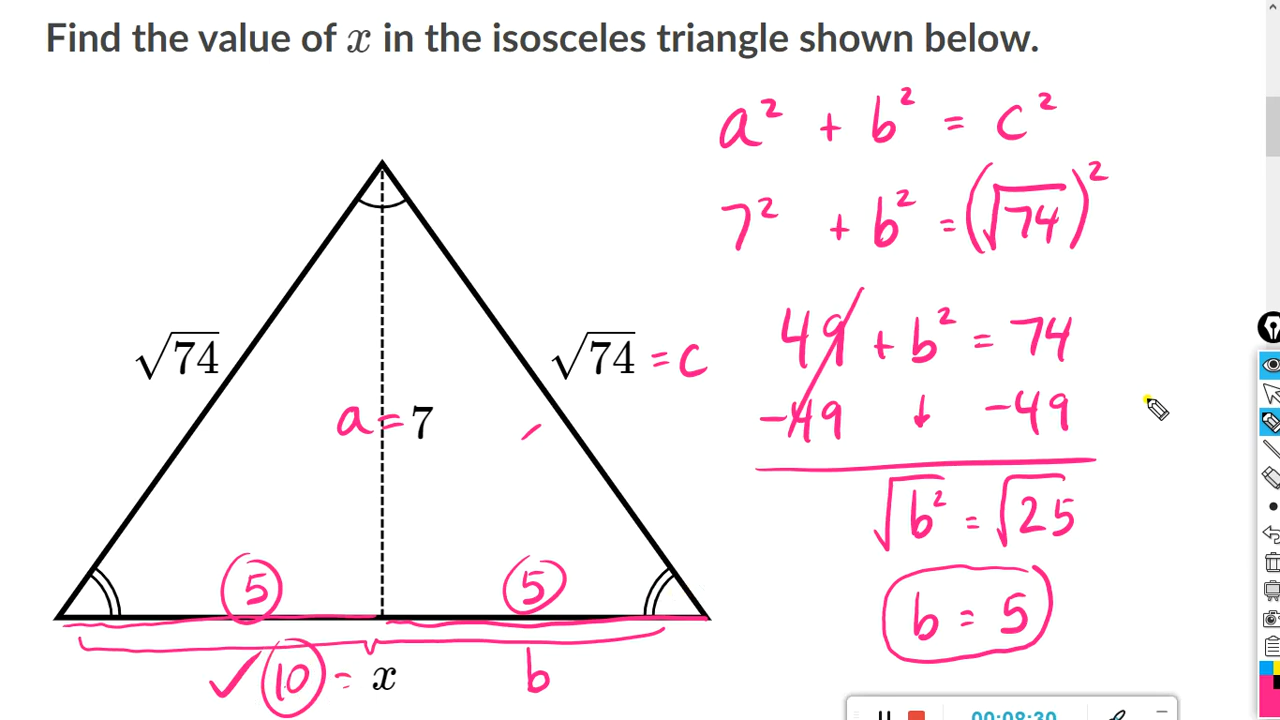 Find the value of x in the isosceles triangle shown below.
a² + b² = c²
7² + b² = (√74)²
49 + b² = 74
-49 ↓ -49
√b² = √25
b = 5
√74
√74 = c
a = 7
5
5
✓ 10 = x
b
00:08:30